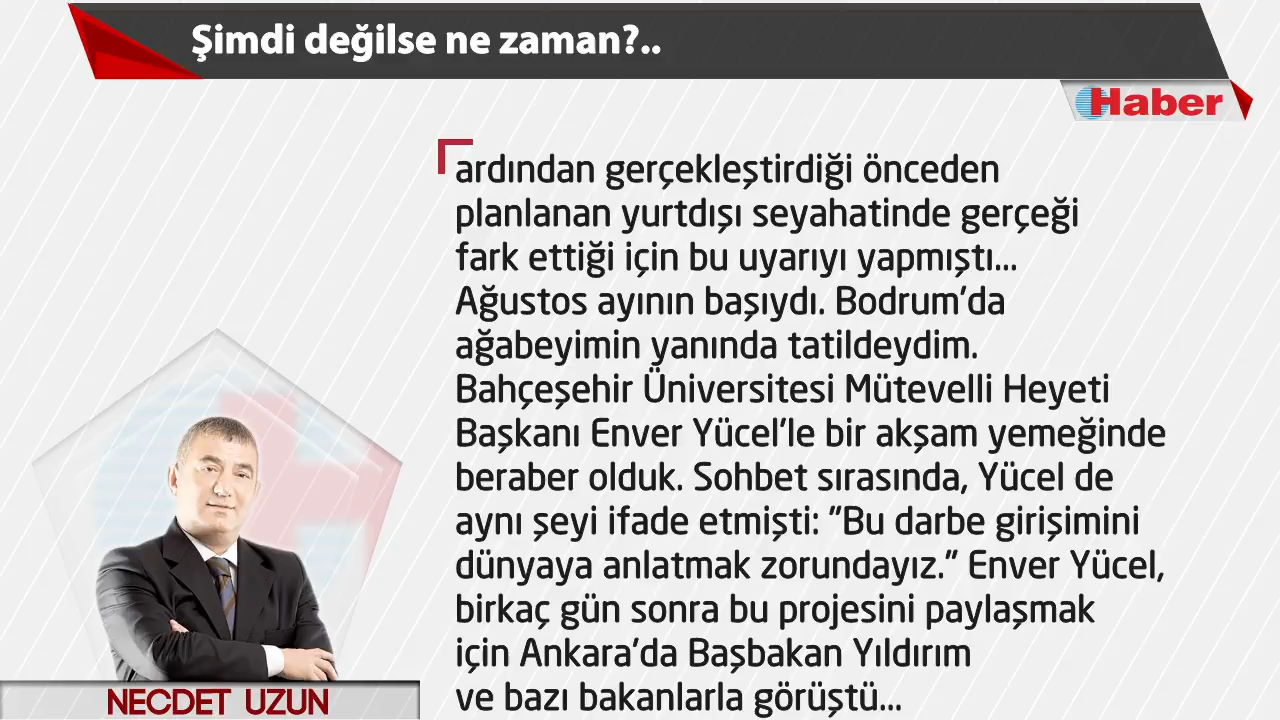 Şimdi değilse ne zaman?..
Haber
ardından gerçekleştirdiği önceden
planlanan yurtdışı seyahatinde gerçeği
fark ettiği için bu uyarıyı yapmıştı...
Ağustos ayının başıydı. Bodrum'da
ağabeyimin yanında tatildeydim.
Bahçeşehir Üniversitesi Mütevelli Heyeti
Başkanı Enver Yücel'le bir akşam yemeğinde
beraber olduk. Sohbet sırasında, Yücel de
aynı şeyi ifade etmişti: "Bu darbe girişimini
dünyaya anlatmak zorundayız." Enver Yücel,
birkaç gün sonra bu projesini paylaşmak
için Ankara'da Başbakan Yıldırım
ve bazı bakanlarla görüştü...
NECDET UZUN